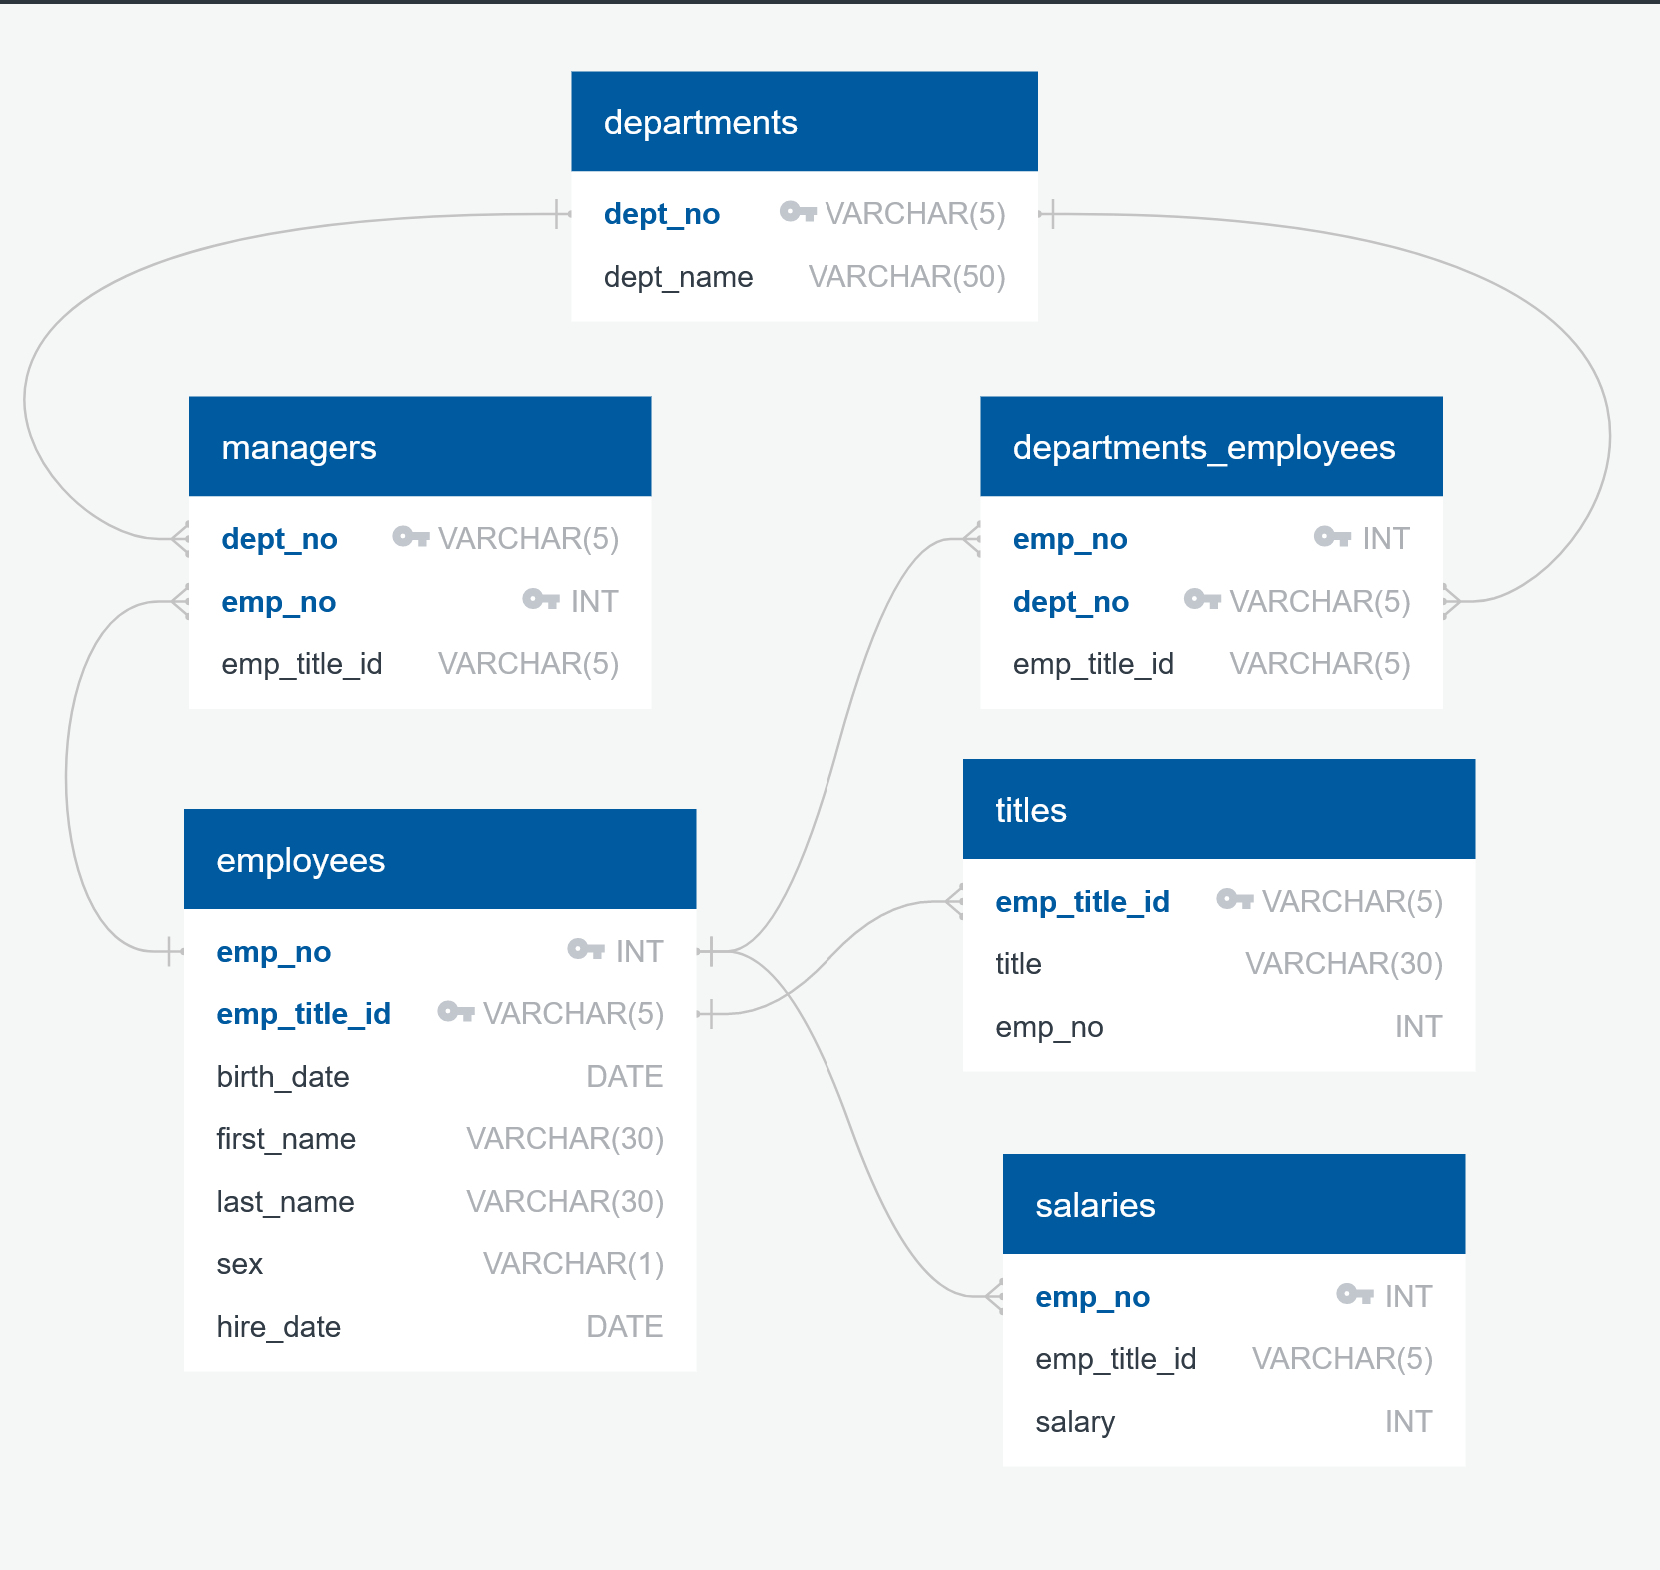 departments
dept_no VARCHAR(5)
dept_name VARCHAR(50)
managers
dept_no VARCHAR(5)
emp_no INT
emp_title_id VARCHAR(5)
departments_employees
emp_no INT
dept_no VARCHAR(5)
emp_title_id VARCHAR(5)
employees
emp_no INT
emp_title_id VARCHAR(5)
birth_date DATE
first_name VARCHAR(30)
last_name VARCHAR(30)
sex VARCHAR(1)
hire_date DATE
titles
emp_title_id VARCHAR(5)
title VARCHAR(30)
emp_no INT
salaries
emp_no INT
emp_title_id VARCHAR(5)
salary INT